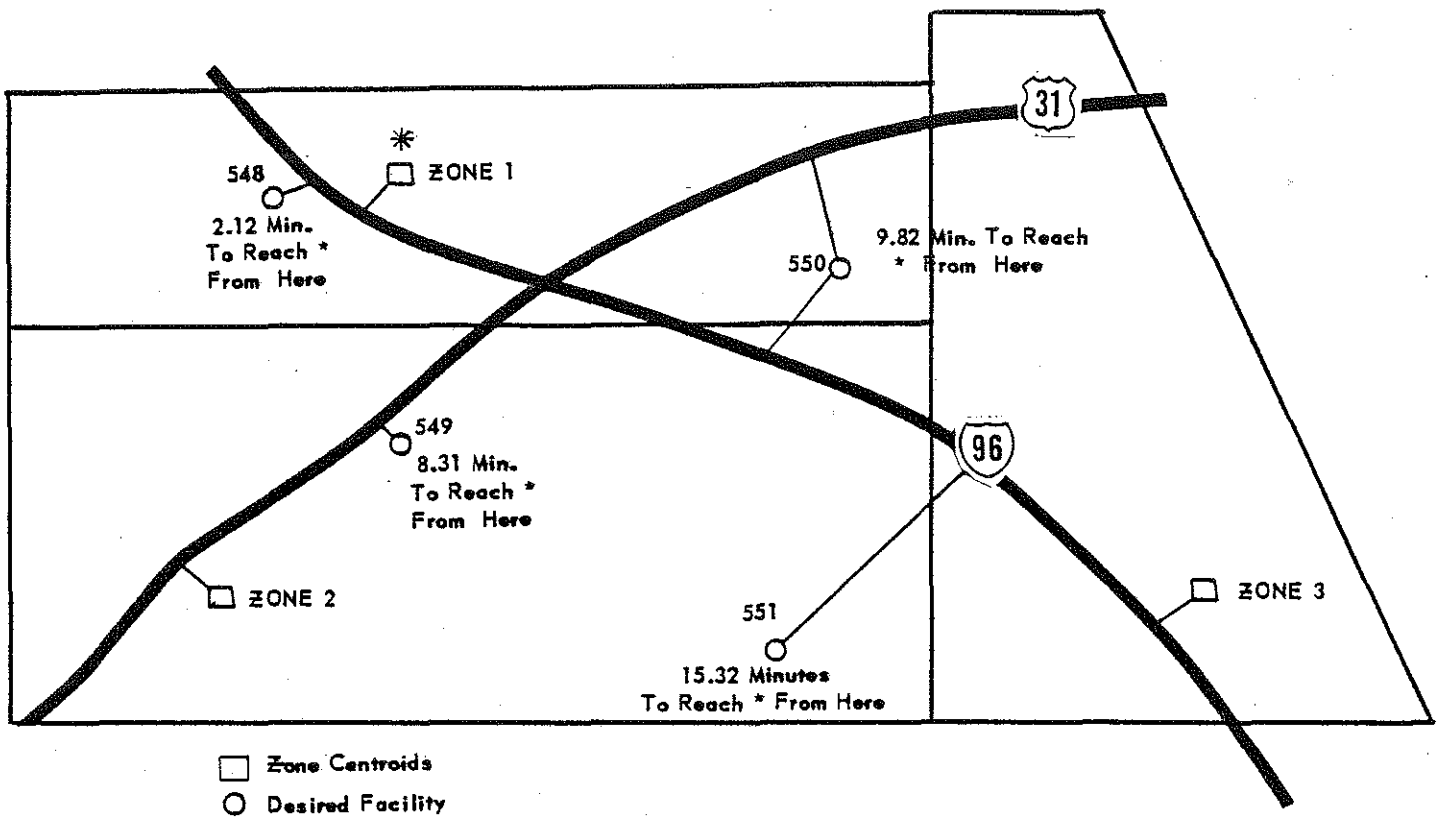 31
*
ZONE 1
548
2.12 Min.
To Reach *
From Here
9.82 Min. To Reach
* From Here
550
549
8.31 Min.
To Reach *
From Here
96
ZONE 2
ZONE 3
551
15.32 Minutes
To Reach * From Here
Zone Centroids
Desired Facility